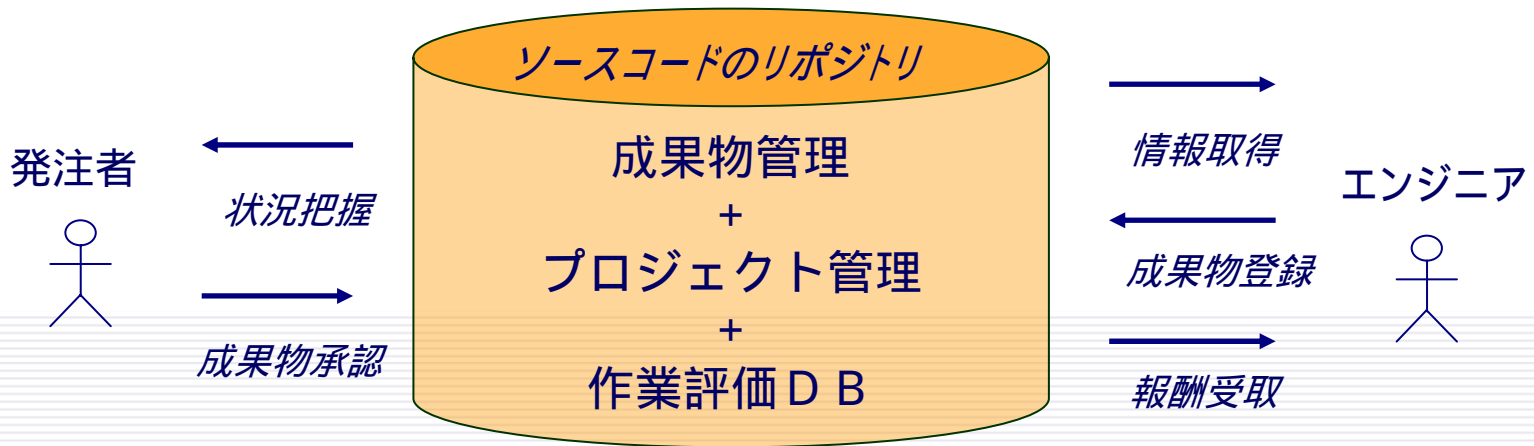 ソースコードのリポジトリ
成果物管理
+
プロジェクト管理
+
作業評価DB
発注者
状況把握
成果物承認
情報取得
エンジニア
成果物登録
報酬受取